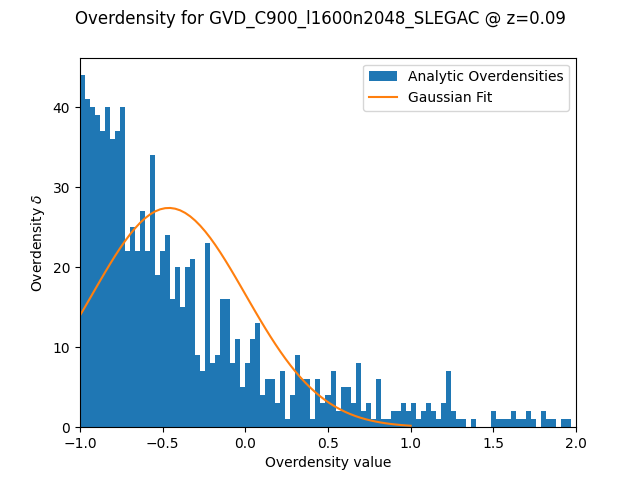 Overdensity for GVD_C900_l1600n2048_SLEGAC @ z=0.09
Analytic Overdensities
Gaussian Fit
Overdensity δ
40
30
20
10
0
−1.0 −0.5 0.0 0.5 1.0 1.5 2.0
Overdensity value